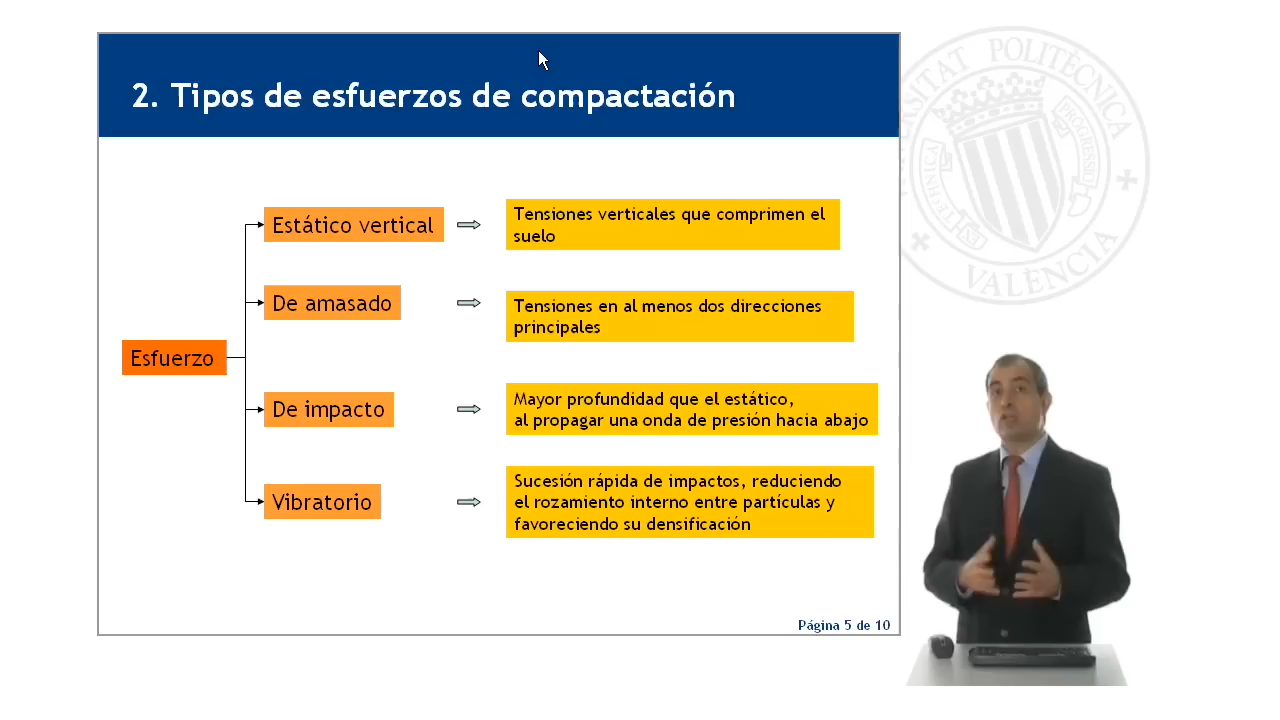 2. Tipos de esfuerzos de compactación
Estático vertical
Tensiones verticales que comprimen el
suelo
De amasado
Tensiones en al menos dos direcciones
principales
Esfuerzo
De impacto
Mayor profundidad que el estático,
al propagar una onda de presión hacia abajo
Vibratorio
Sucesión rápida de impactos, reduciendo
el rozamiento interno entre partículas y
favoreciendo su densificación
Página 5 de 10
POLITÈCNICA
VALÈNCIA